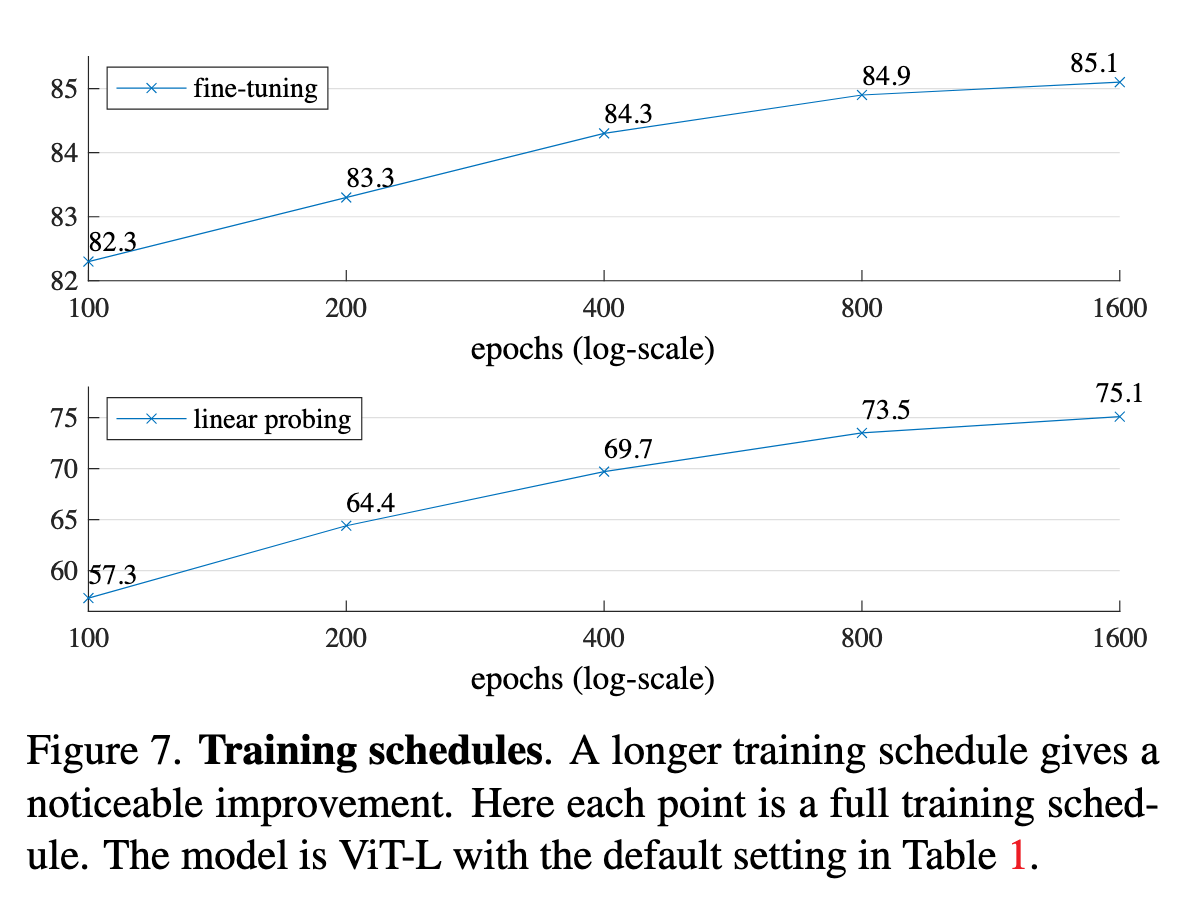 fine-tuning
85
84
83
82
82.3
83.3
84.3
84.9
85.1
100 200 400 800 1600
epochs (log-scale)
linear probing
75
70
65
60
57.3
64.4
69.7
73.5
75.1
100 200 400 800 1600
epochs (log-scale)
Figure 7. Training schedules. A longer training schedule gives a
noticeable improvement. Here each point is a full training sched-
ule. The model is ViT-L with the default setting in Table 1.